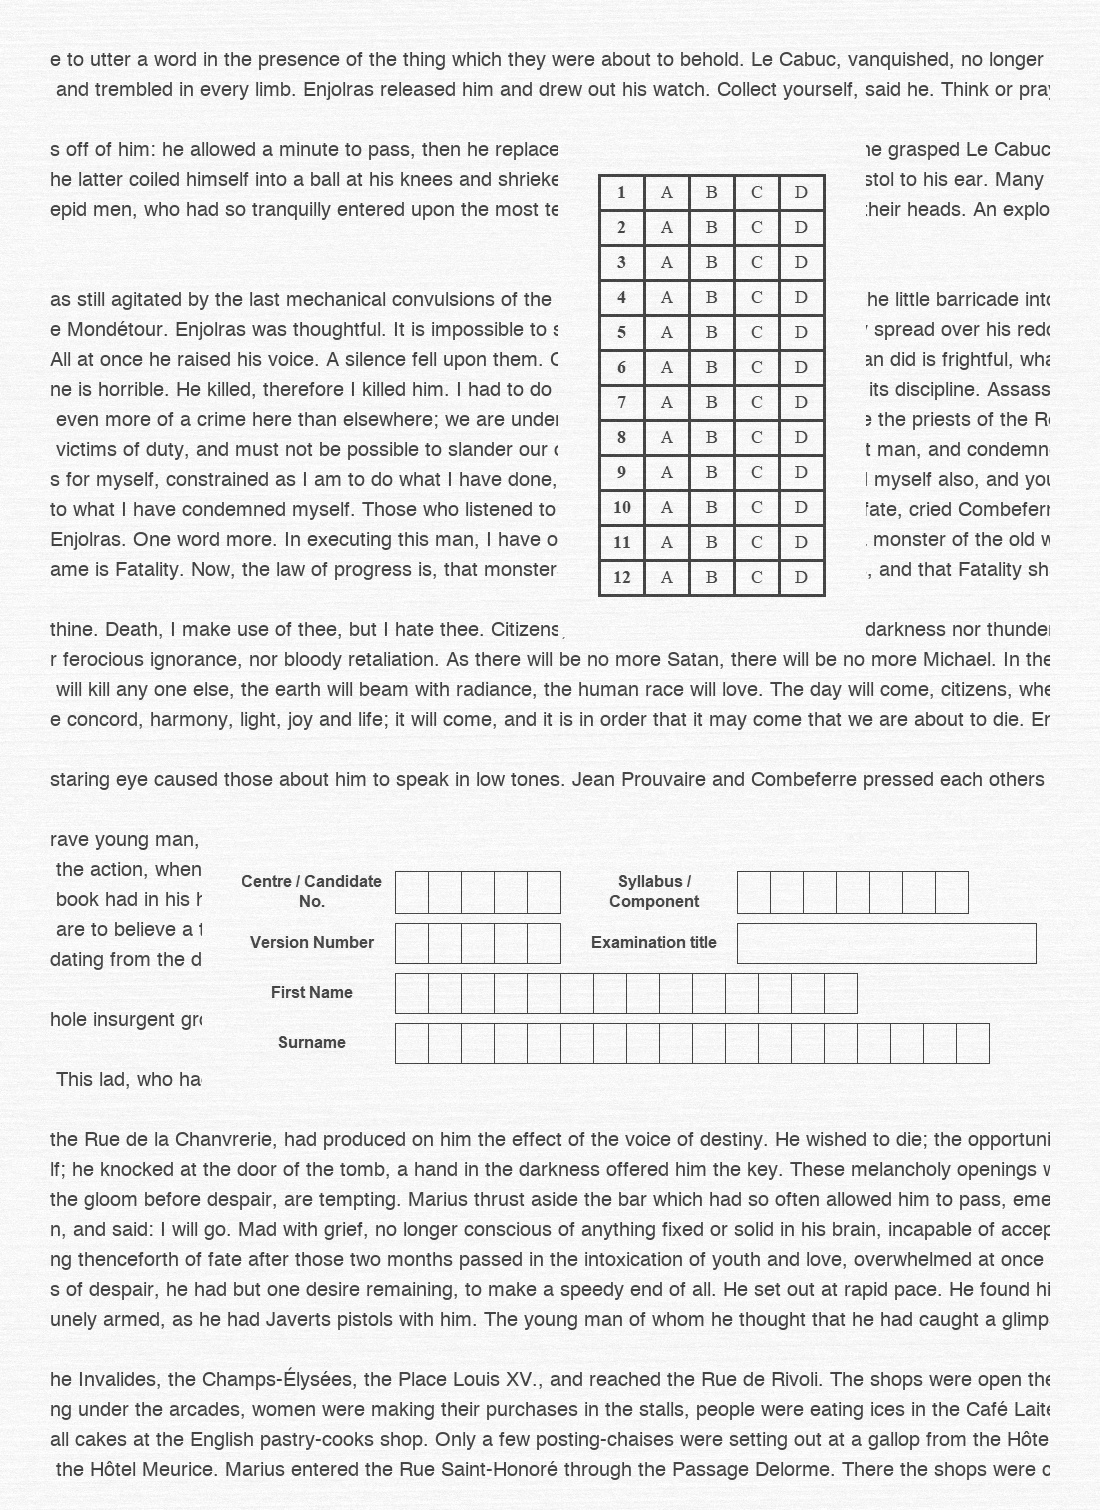 e to utter a word in the presence of the thing which they were about to behold. Le Cabuc, vanquished, no longer
and trembled in every limb. Enjolras released him and drew out his watch. Collect yourself, said he. Think or pray
s off of him: he allowed a minute to pass, then he replace
he grasped Le Cabuc
he latter coiled himself into a ball at his knees and shrieke
stol to his ear. Many
epid men, who had so tranquilly entered upon the most te
their heads. An explo
1 A B C D
2 A B C D
3 A B C D
4 A B C D
5 A B C D
6 A B C D
7 A B C D
8 A B C D
9 A B C D
10 A B C D
11 A B C D
12 A B C D
as still agitated by the last mechanical convulsions of the
he little barricade into
e Mondétour. Enjolras was thoughtful. It is impossible to s
spread over his redo
All at once he raised his voice. A silence fell upon them. C
an did is frightful, wha
ne is horrible. He killed, therefore I killed him. I had to do
its discipline. Assass
even more of a crime here than elsewhere; we are under
e the priests of the Re
victims of duty, and must not be possible to slander our c
t man, and condemn
s for myself, constrained as I am to do what I have done,
myself also, and you
to what I have condemned myself. Those who listened to
fate, cried Combeferr
Enjolras. One word more. In executing this man, I have o
monster of the old w
ame is Fatality. Now, the law of progress is, that monster
, and that Fatality sh
thine. Death, I make use of thee, but I hate thee. Citizens,
darkness nor thunder
r ferocious ignorance, nor bloody retaliation. As there will be no more Satan, there will be no more Michael. In the
will kill any one else, the earth will beam with radiance, the human race will love. The day will come, citizens, whe
e concord, harmony, light, joy and life; it will come, and it is in order that it may come that we are about to die. En
staring eye caused those about him to speak in low tones. Jean Prouvaire and Combeferre pressed each others
rave young man,
the action, when
book had in his h
are to believe a t
dating from the d
hole insurgent gro
This lad, who had
Centre / Candidate No.
Syllabus / Component
Version Number
Examination title
First Name
Surname
the Rue de la Chanvrerie, had produced on him the effect of the voice of destiny. He wished to die; the opportuni
lf; he knocked at the door of the tomb, a hand in the darkness offered him the key. These melancholy openings w
the gloom before despair, are tempting. Marius thrust aside the bar which had so often allowed him to pass, eme
n, and said: I will go. Mad with grief, no longer conscious of anything fixed or solid in his brain, incapable of accep
ng thenceforth of fate after those two months passed in the intoxication of youth and love, overwhelmed at once
s of despair, he had but one desire remaining, to make a speedy end of all. He set out at rapid pace. He found hi
unely armed, as he had Javerts pistols with him. The young man of whom he thought that he had caught a glimp
he Invalides, the Champs-Élysées, the Place Louis XV., and reached the Rue de Rivoli. The shops were open the
ng under the arcades, women were making their purchases in the stalls, people were eating ices in the Café Laite
all cakes at the English pastry-cooks shop. Only a few posting-chaises were setting out at a gallop from the Hôte
the Hôtel Meurice. Marius entered the Rue Saint-Honoré through the Passage Delorme. There the shops were c